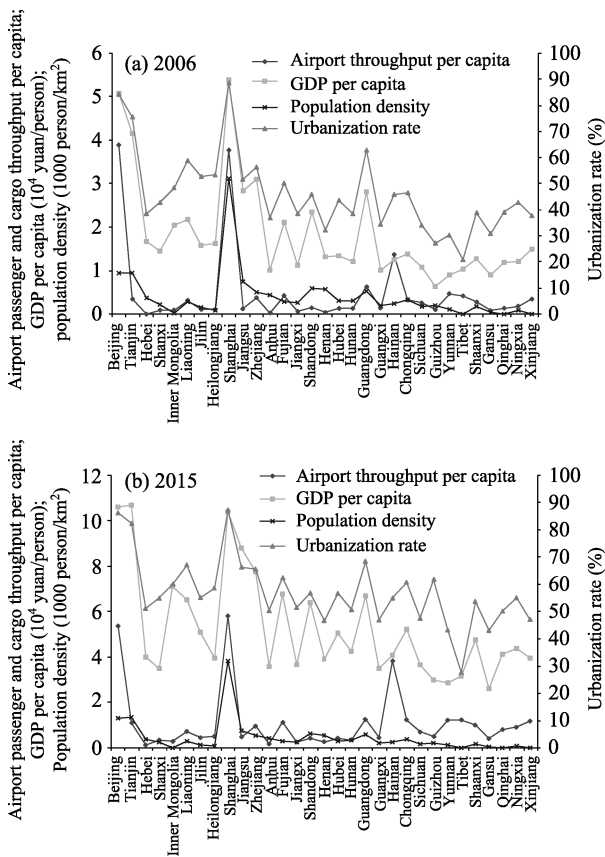 Airport passenger and cargo throughput per capita;
GDP per capita (10⁴ yuan/person);
population density (1000 person/km²)
6
5
4
3
2
1
0
(a) 2006
Airport throughput per capita
GDP per capita
Population density
Urbanization rate
100
90
80
70
60
50
40
30
20
10
0
Urbanization rate (%)
Beijing
Tianjin
Hebei
Shanxi
Inner Mongolia
Liaoning
Jilin
Heilongjiang
Shanghai
Jiangsu
Zhejiang
Anhui
Fujian
Jiangxi
Shandong
Henan
Hubei
Hunan
Guangdong
Guangxi
Hainan
Chongqing
Sichuan
Guizhou
Yunnan
Tibet
Shaanxi
Gansu
Qinghai
Ningxia
Xinjiang
Airport passenger and cargo throughput per capita;
GDP per capita (10⁴ yuan/person);
Population density (1000 person/km²)
12
10
8
6
4
2
0
(b) 2015
Airport throughput per capita
GDP per capita
Population density
Urbanization rate
100
90
80
70
60
50
40
30
20
10
0
Urbanization rate (%)
Beijing
Tianjin
Hebei
Shanxi
Inner Mongolia
Liaoning
Jilin
Heilongjiang
Shanghai
Jiangsu
Zhejiang
Anhui
Fujian
Jiangxi
Shandong
Henan
Hubei
Hunan
Guangdong
Guangxi
Hainan
Chongqing
Sichuan
Guizhou
Yunnan
Tibet
Shaanxi
Gansu
Qinghai
Ningxia
Xinjiang